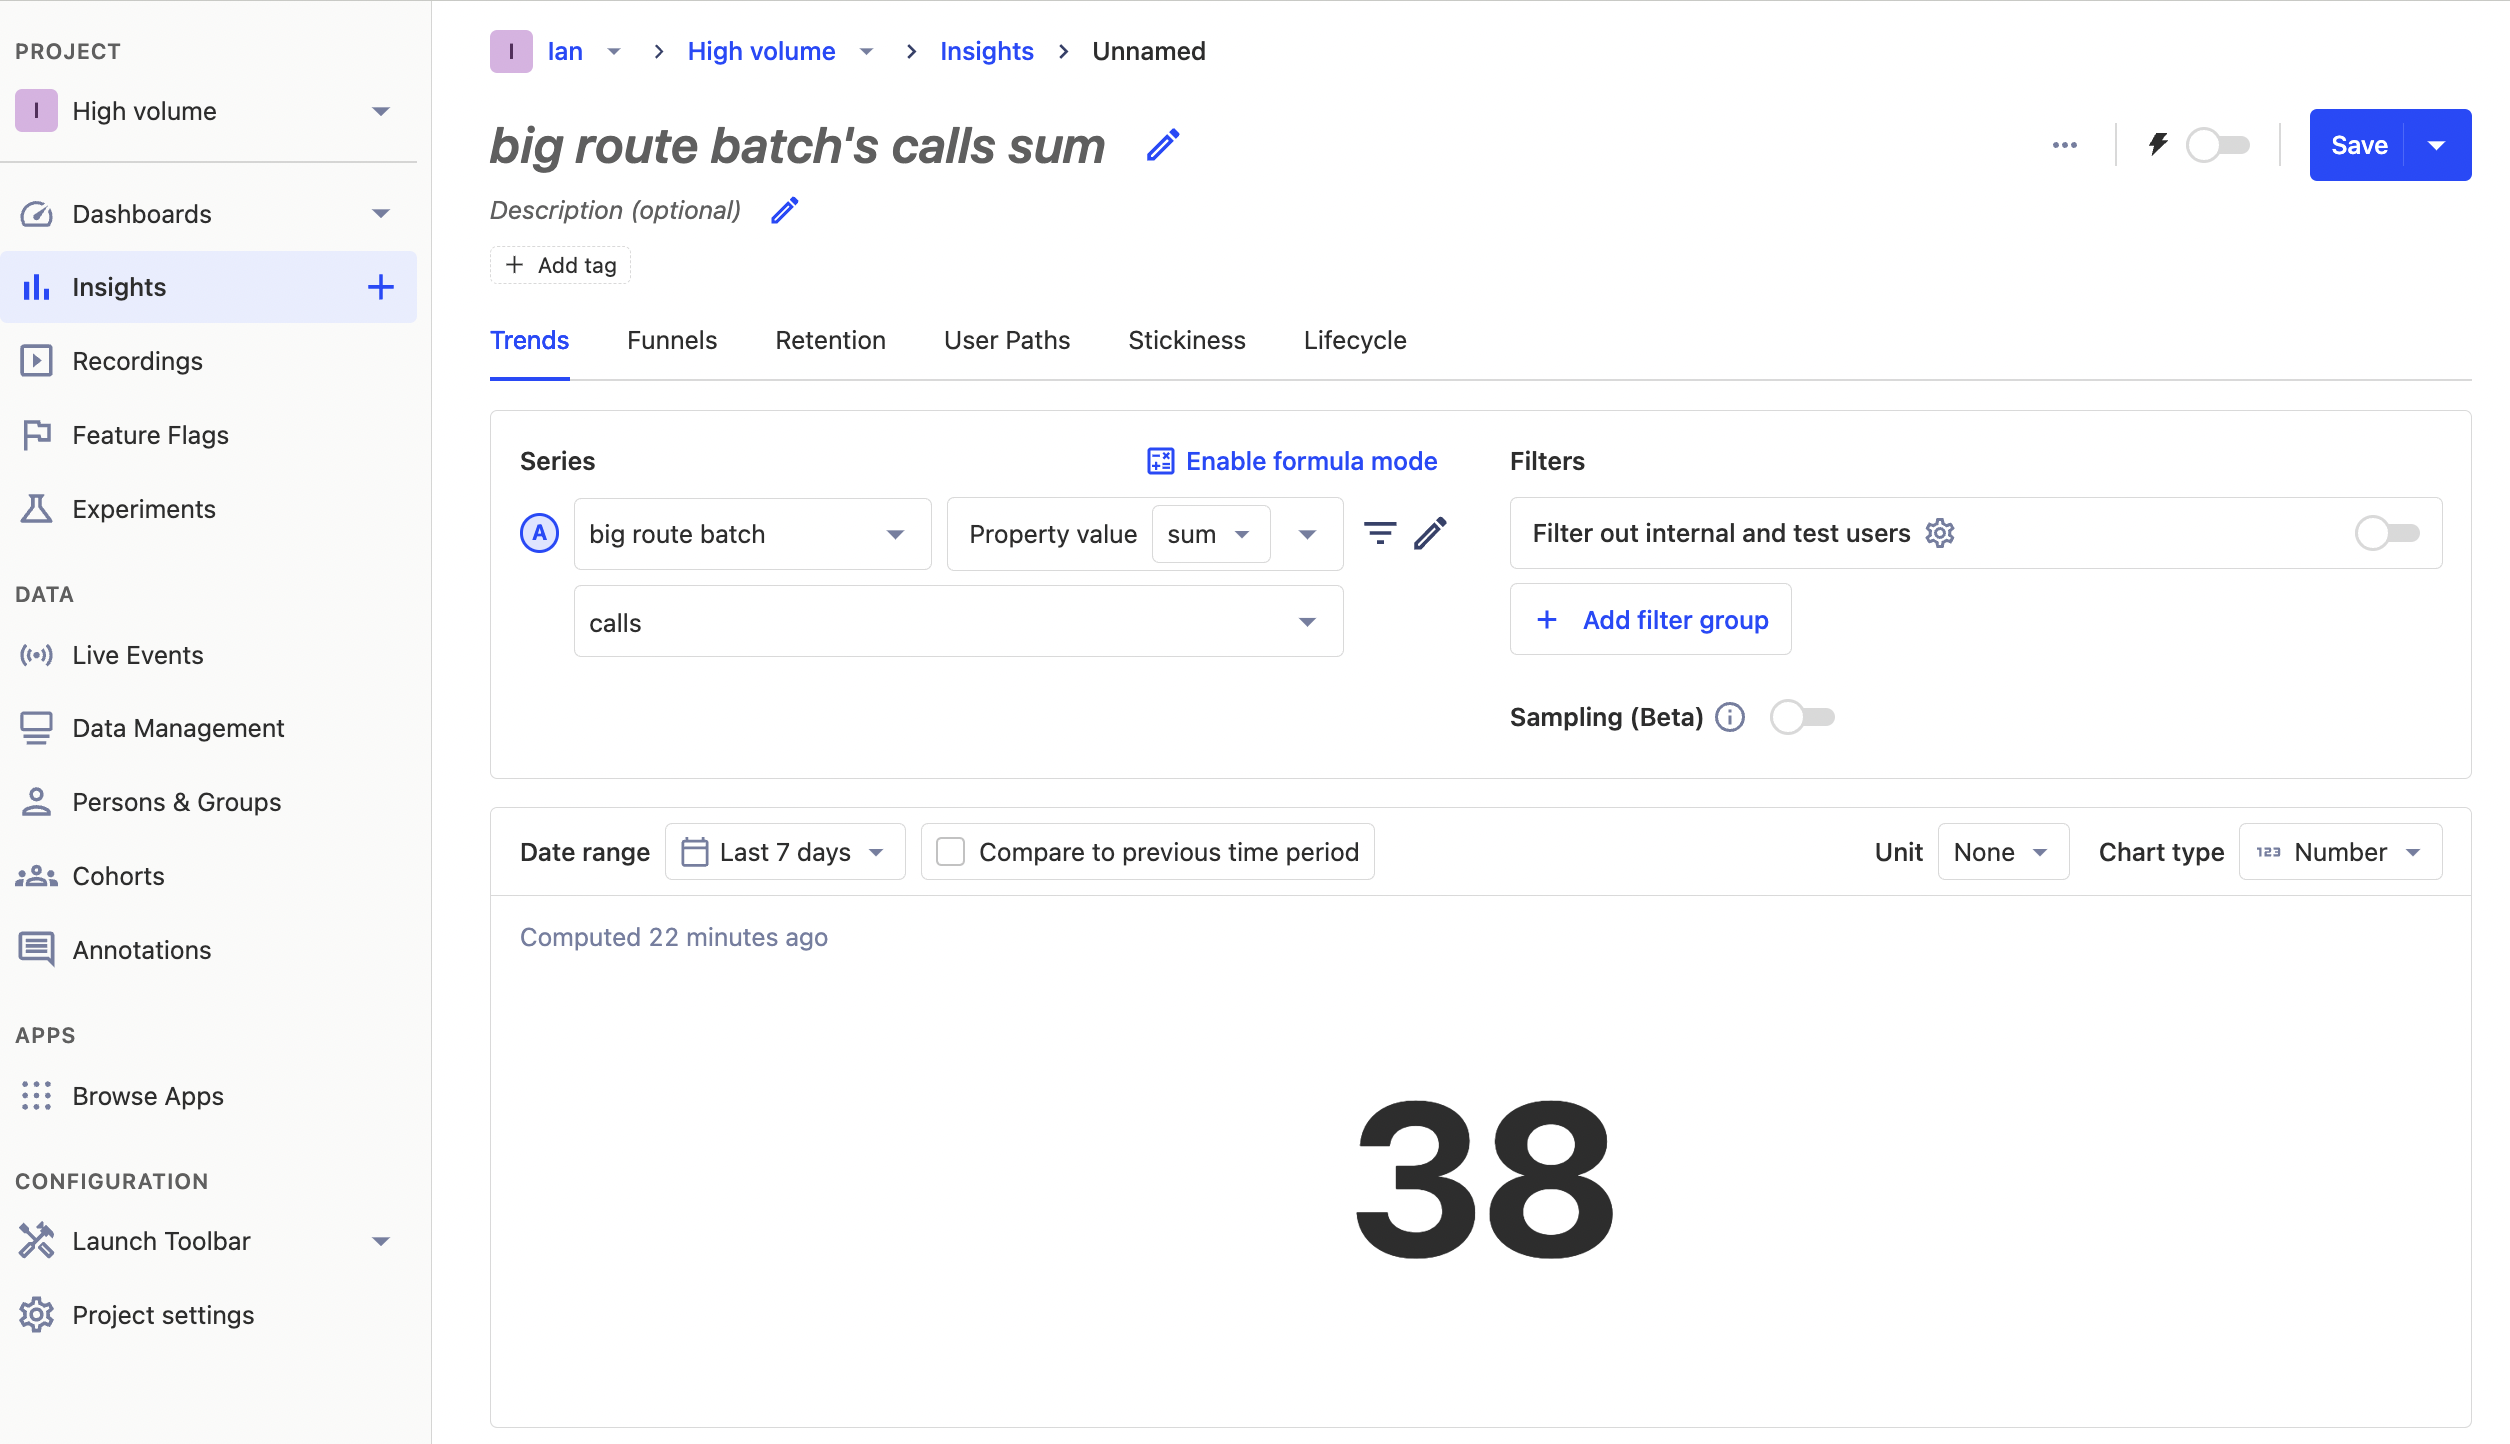 PROJECT
I High volume
Dashboards
Insights
Recordings
Feature Flags
Experiments
DATA
Live Events
Data Management
Persons & Groups
Cohorts
Annotations
APPS
Browse Apps
CONFIGURATION
Launch Toolbar
Project settings
I Ian > High volume > Insights > Unnamed
big route batch's calls sum
Save
Description (optional)
+ Add tag
Trends Funnels Retention User Paths Stickiness Lifecycle
Series Enable formula mode
A big route batch Property value sum
calls
Filters
Filter out internal and test users
+ Add filter group
Sampling (Beta)
Date range Last 7 days Compare to previous time period Unit None Chart type 123 Number
Computed 22 minutes ago
38